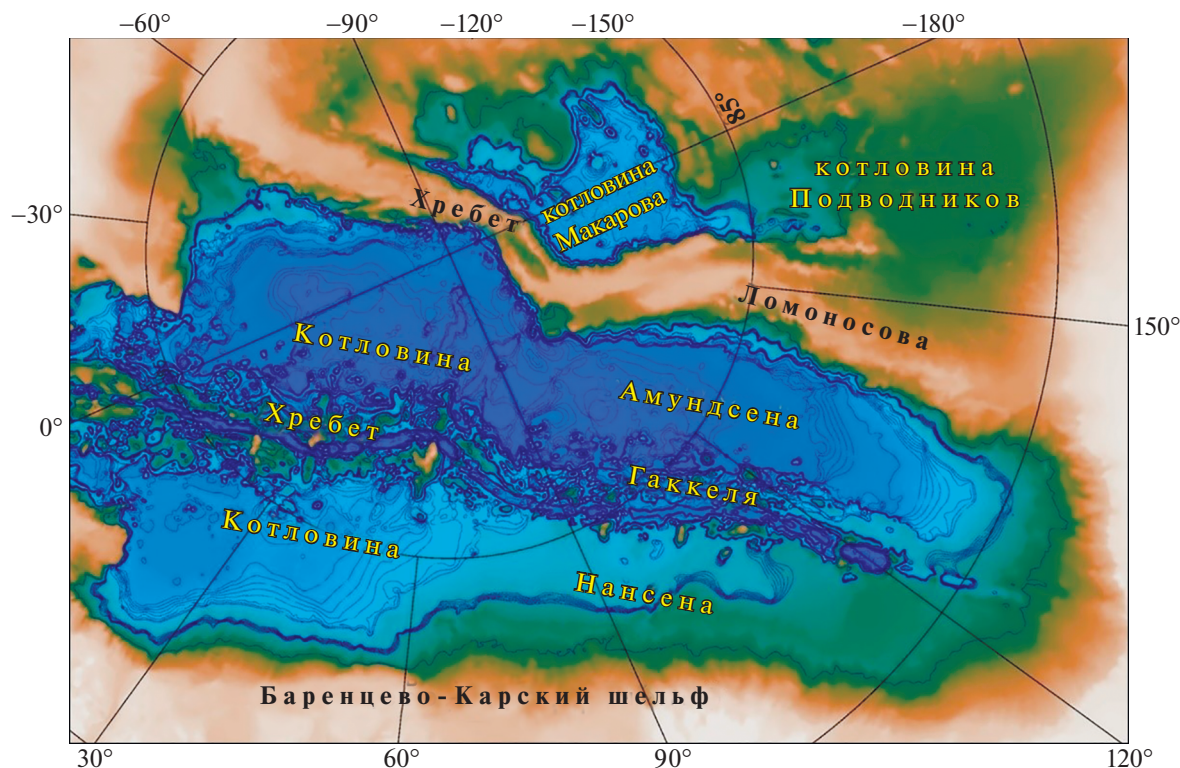 −60°
−90°
−120°
−150°
−180°
85°
котловина
Подводников
котловина
Макарова
Хребет
−30°
Ломоносова
150°
Котловина
Амундсена
Хребет
0°
Гаккеля
Котловина
Нансена
Баренцево-Карский шельф
30°
60°
90°
120°